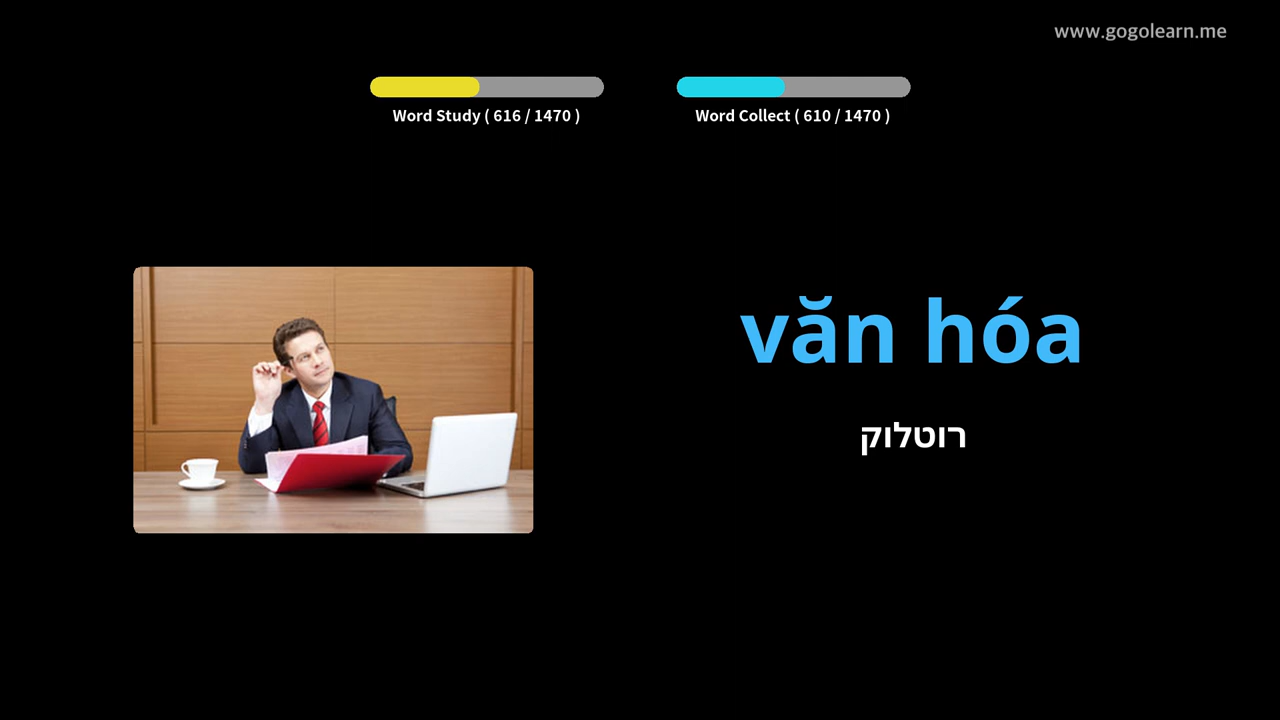 www.gogolearn.me
Word Study ( 616 / 1470 )
Word Collect ( 610 / 1470 )
văn hóa
רוטלוק